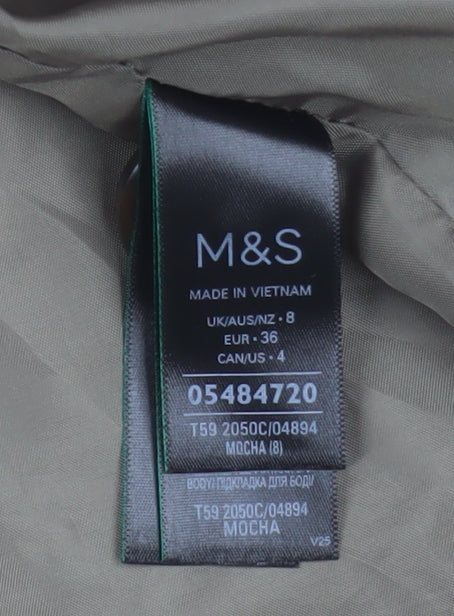 M&S
MADE IN VIETNAM
UK/AUS/NZ • 8
EUR • 36
CAN/US • 4
05484720
T59 2050C/04894
MOCHA (8)
BODY/ ПІДКЛАДКА ДЛЯ БОДІ/
T59 2050C/04894
MOCHA
V25